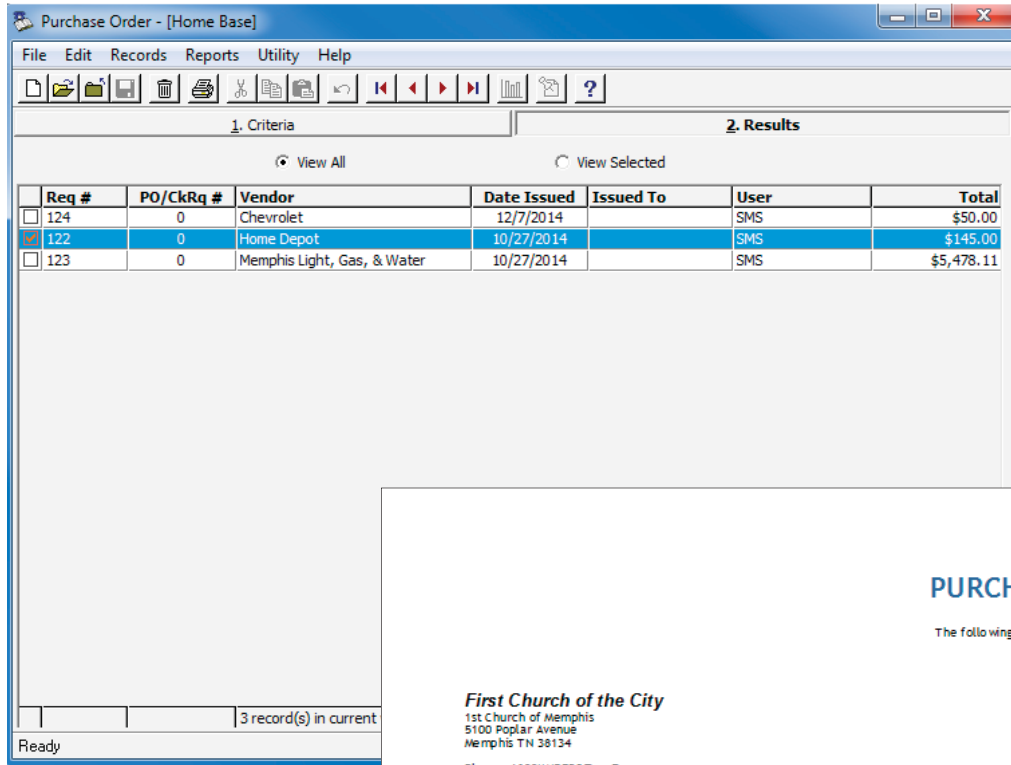 Purchase Order - [Home Base]
File Edit Records Reports Utility Help
1. Criteria 2. Results
View All View Selected
Req # PO/CkRq # Vendor Date Issued Issued To User Total
124 0 Chevrolet 12/7/2014 SMS $50.00
122 0 Home Depot 10/27/2014 SMS $145.00
123 0 Memphis Light, Gas, & Water 10/27/2014 SMS $5,478.11
PURCH
The following
First Church of the City
1st Church of Memphis
5100 Poplar Avenue
Memphis TN 38134
3 record(s) in current
Ready